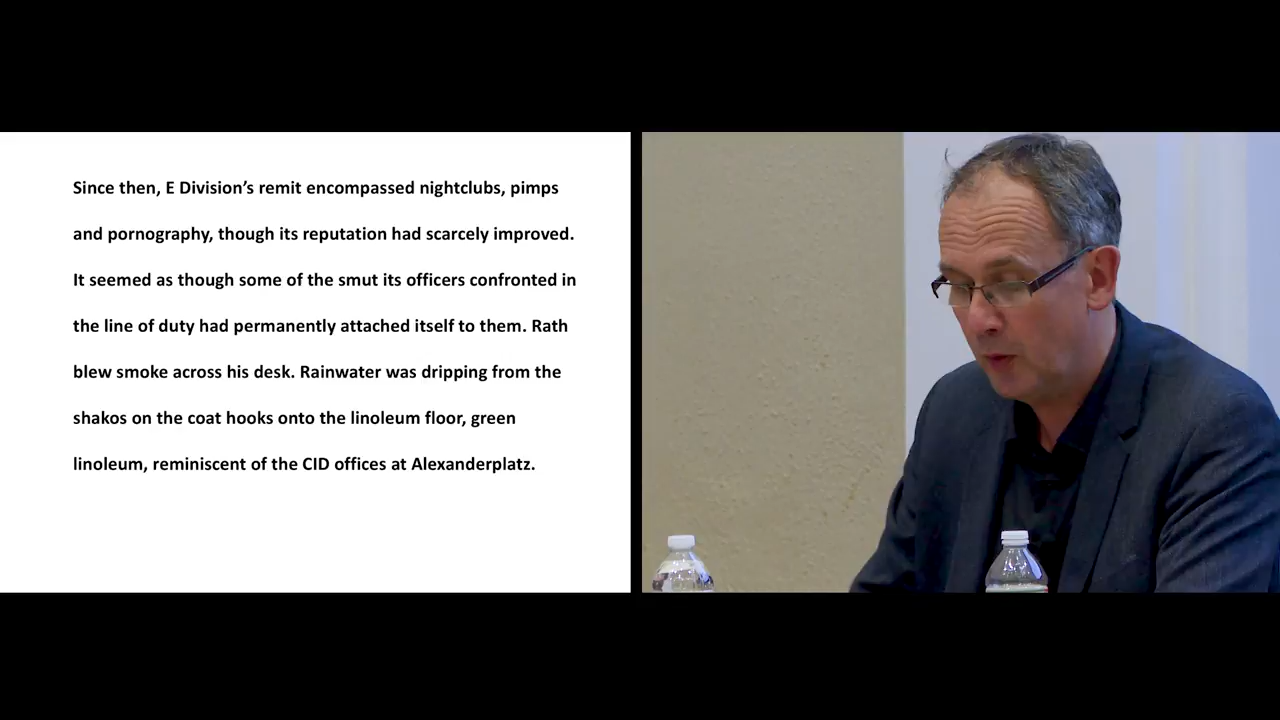 Since then, E Division’s remit encompassed nightclubs, pimps
and pornography, though its reputation had scarcely improved.
It seemed as though some of the smut its officers confronted in
the line of duty had permanently attached itself to them. Rath
blew smoke across his desk. Rainwater was dripping from the
shakos on the coat hooks onto the linoleum floor, green
linoleum, reminiscent of the CID offices at Alexanderplatz.